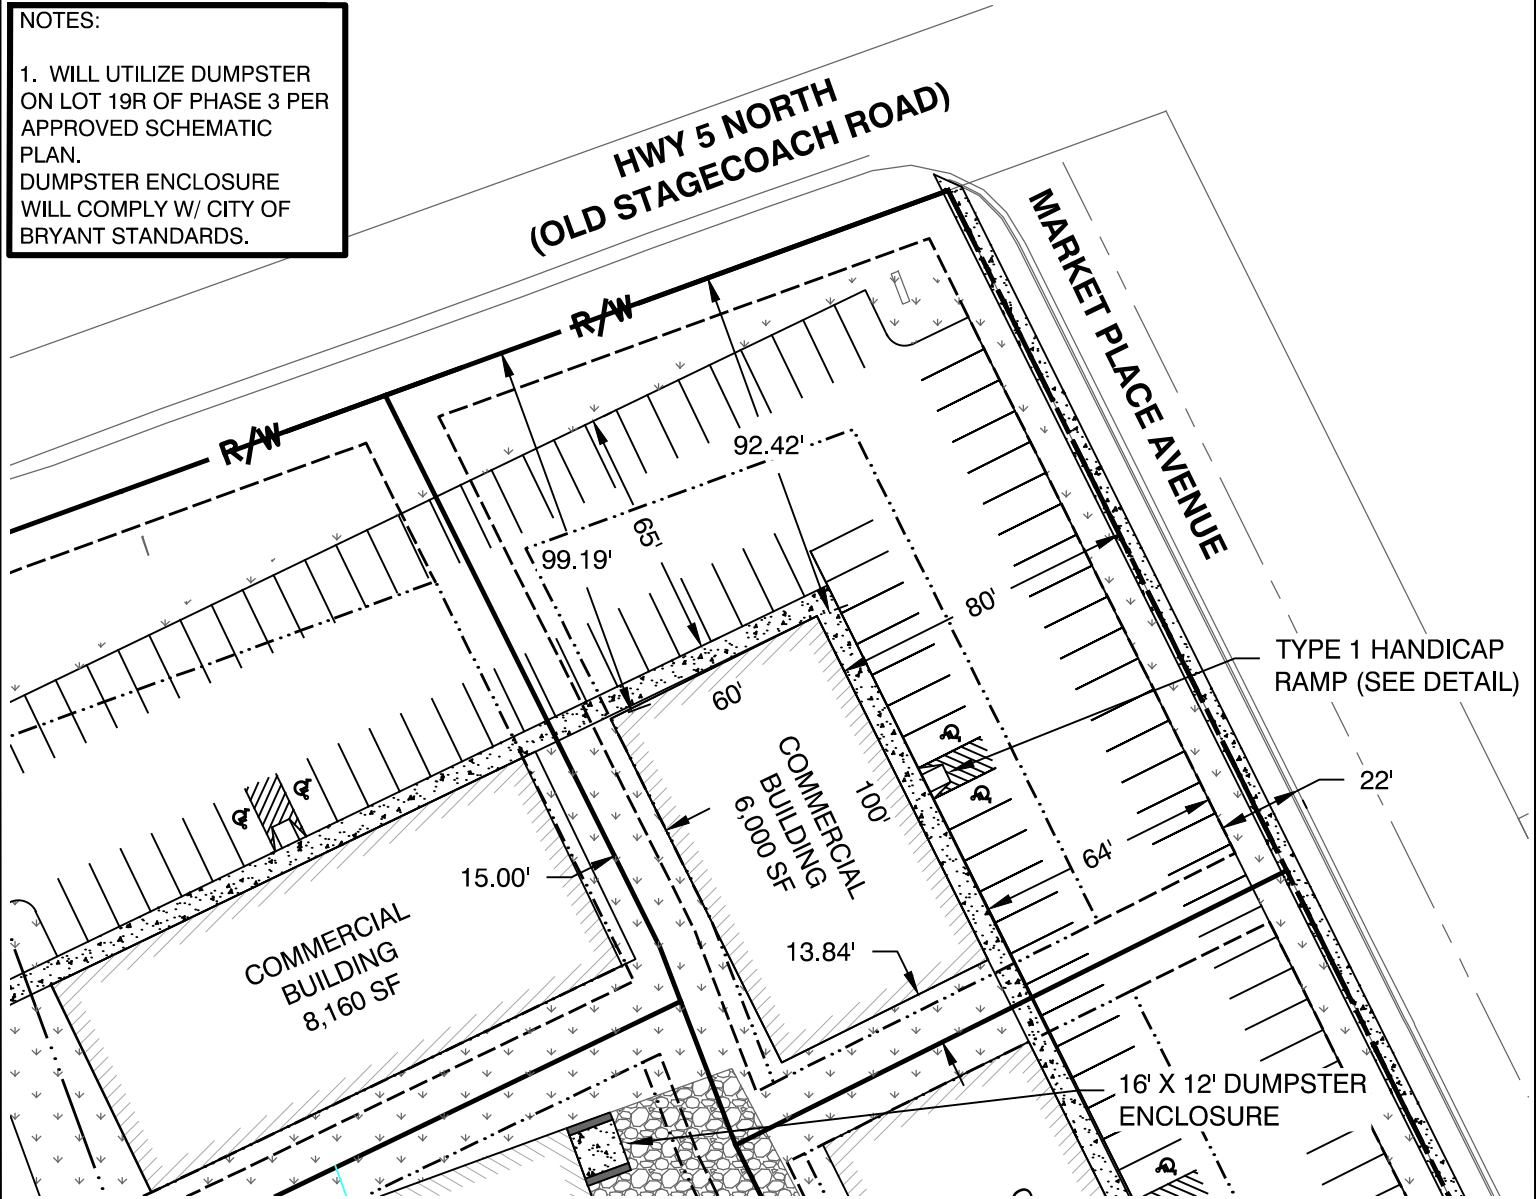 NOTES:
1. WILL UTILIZE DUMPSTER
ON LOT 19R OF PHASE 3 PER
APPROVED SCHEMATIC
PLAN.
DUMPSTER ENCLOSURE
WILL COMPLY W/ CITY OF
BRYANT STANDARDS.
HWY 5 NORTH
(OLD STAGECOACH ROAD)
MARKET PLACE AVENUE
R/W
R/W
92.42'
99.19'
65'
80'
TYPE 1 HANDICAP
RAMP (SEE DETAIL)
60'
100'
COMMERCIAL
BUILDING
6,000 SF
22'
64'
15.00'
13.84'
COMMERCIAL
BUILDING
8,160 SF
16' X 12' DUMPSTER
ENCLOSURE